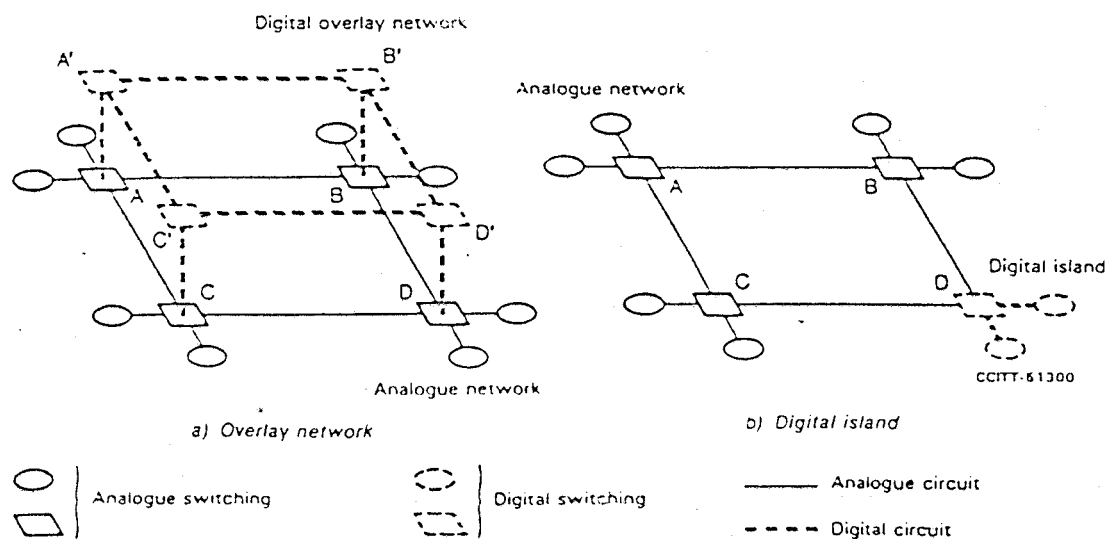 Digital overlay network
A'
B'
A
B
C'
D'
C
D
Analogue network
a) Overlay network
Analogue network
A
B
C
D
Digital island
CCITT-61300
b) Digital island
Analogue switching
Digital switching
Analogue circuit
Digital circuit